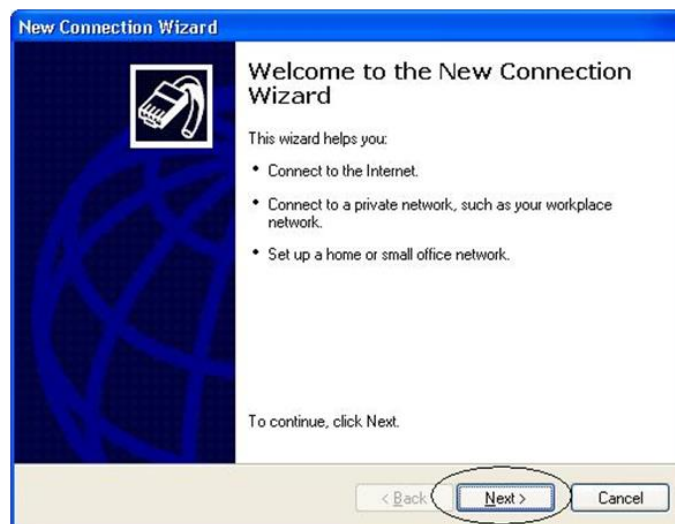 New Connection Wizard
Welcome to the New Connection
Wizard
This wizard helps you:
• Connect to the Internet.
• Connect to a private network, such as your workplace
network.
• Set up a home or small office network.
To continue, click Next.
< Back
Next >
Cancel